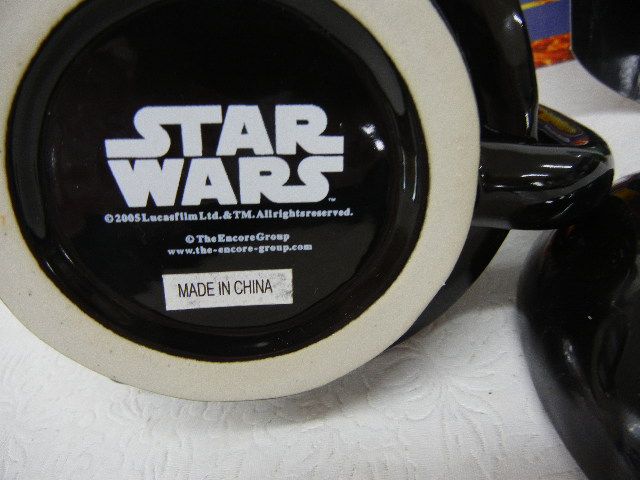 STAR
WARS™
©2005 Lucasfilm Ltd. & TM. All rights reserved.
© The Encore Group
www.the-encore-group.com
MADE IN CHINA